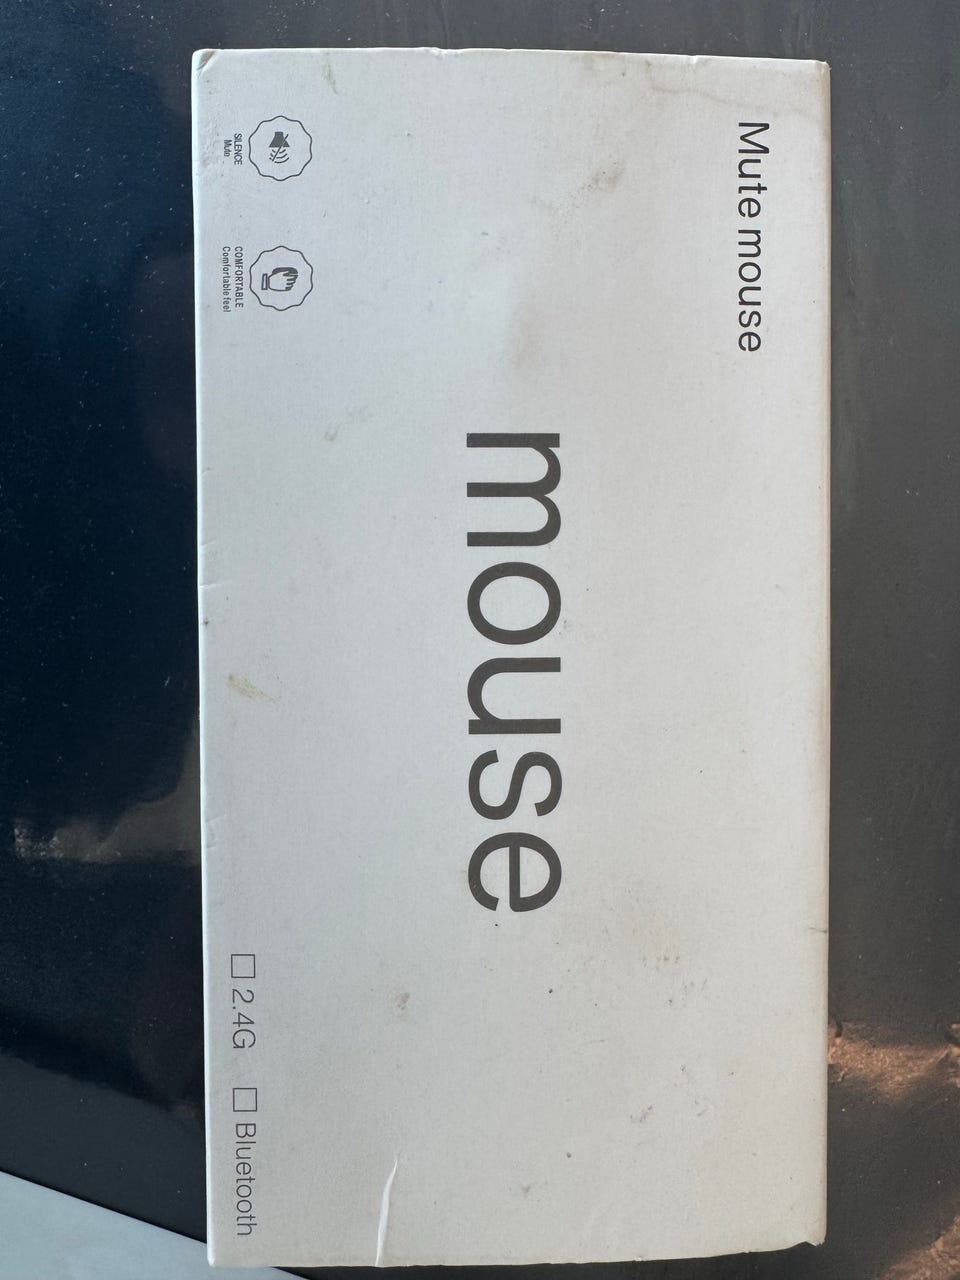 Mute mouse
mouse
SILENCE
Mute
COMFORTABLE
Comfortable feel
☐ 2.4G ☐ Bluetooth